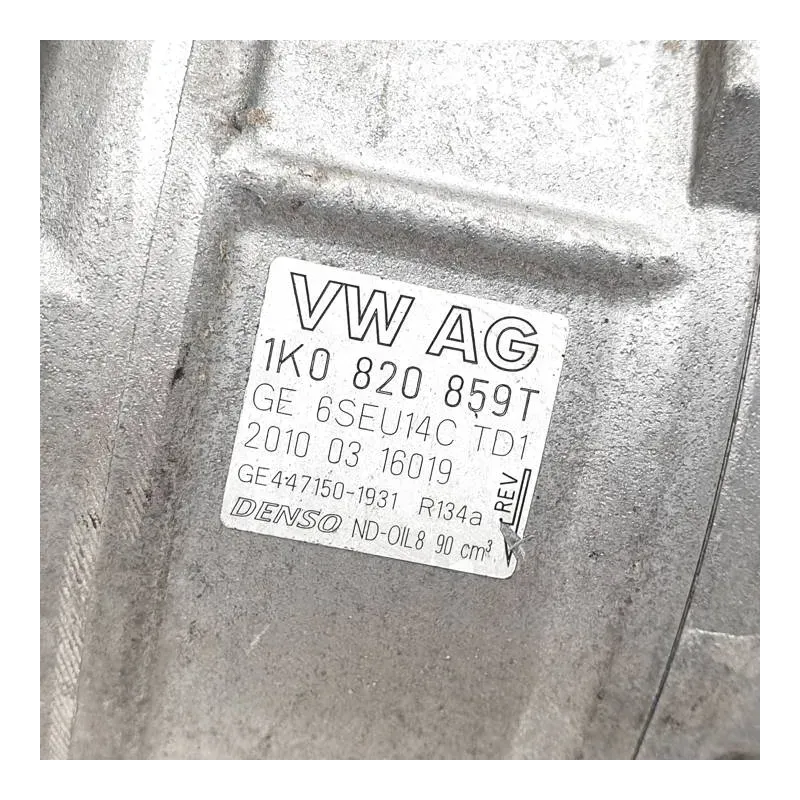 VW AG
1K0 820 859T
GE 6SEU14C TD1
2010 03 16019
GE447150-1931 R134a
DENSO ND-OIL8 90 cm³
REV